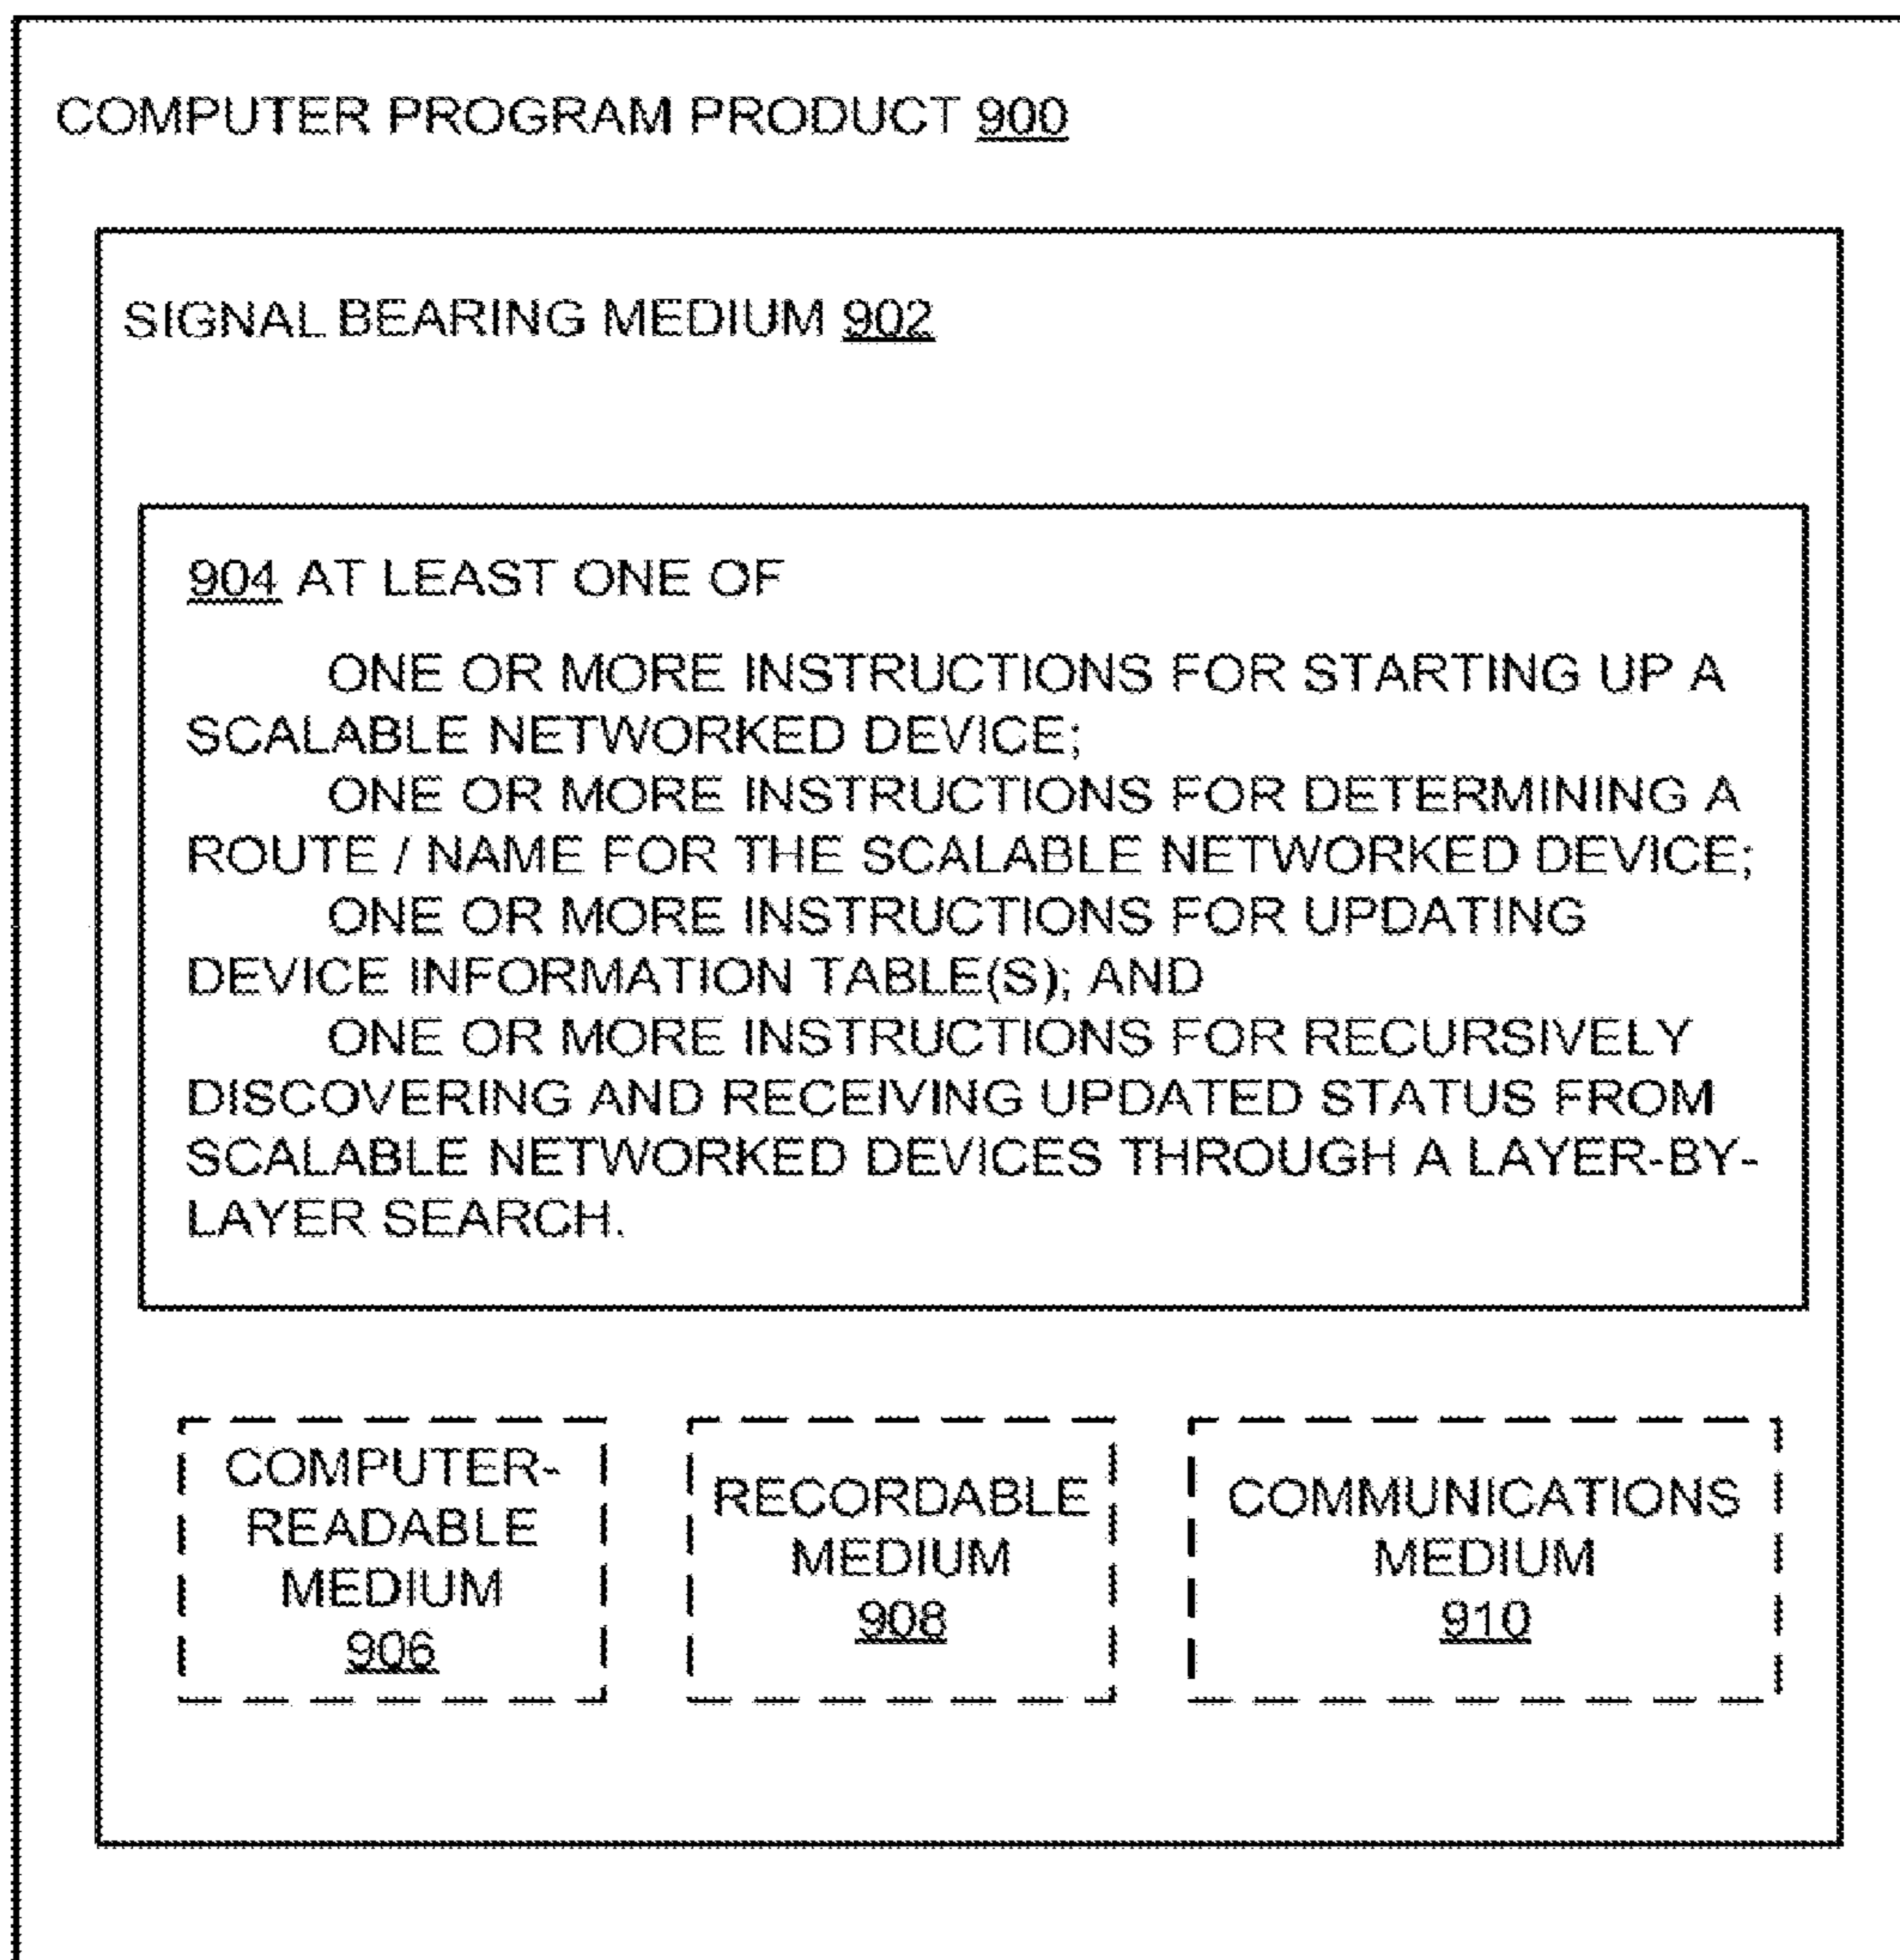 COMPUTER PROGRAM PRODUCT 900
SIGNAL BEARING MEDIUM 902
904 AT LEAST ONE OF
ONE OR MORE INSTRUCTIONS FOR STARTING UP A
SCALABLE NETWORKED DEVICE;
ONE OR MORE INSTRUCTIONS FOR DETERMINING A
ROUTE / NAME FOR THE SCALABLE NETWORKED DEVICE;
ONE OR MORE INSTRUCTIONS FOR UPDATING
DEVICE INFORMATION TABLE(S); AND
ONE OR MORE INSTRUCTIONS FOR RECURSIVELY
DISCOVERING AND RECEIVING UPDATED STATUS FROM
SCALABLE NETWORKED DEVICES THROUGH A LAYER-BY-
LAYER SEARCH.
COMPUTER-
READABLE
MEDIUM
906
RECORDABLE
MEDIUM
908
COMMUNICATIONS
MEDIUM
910